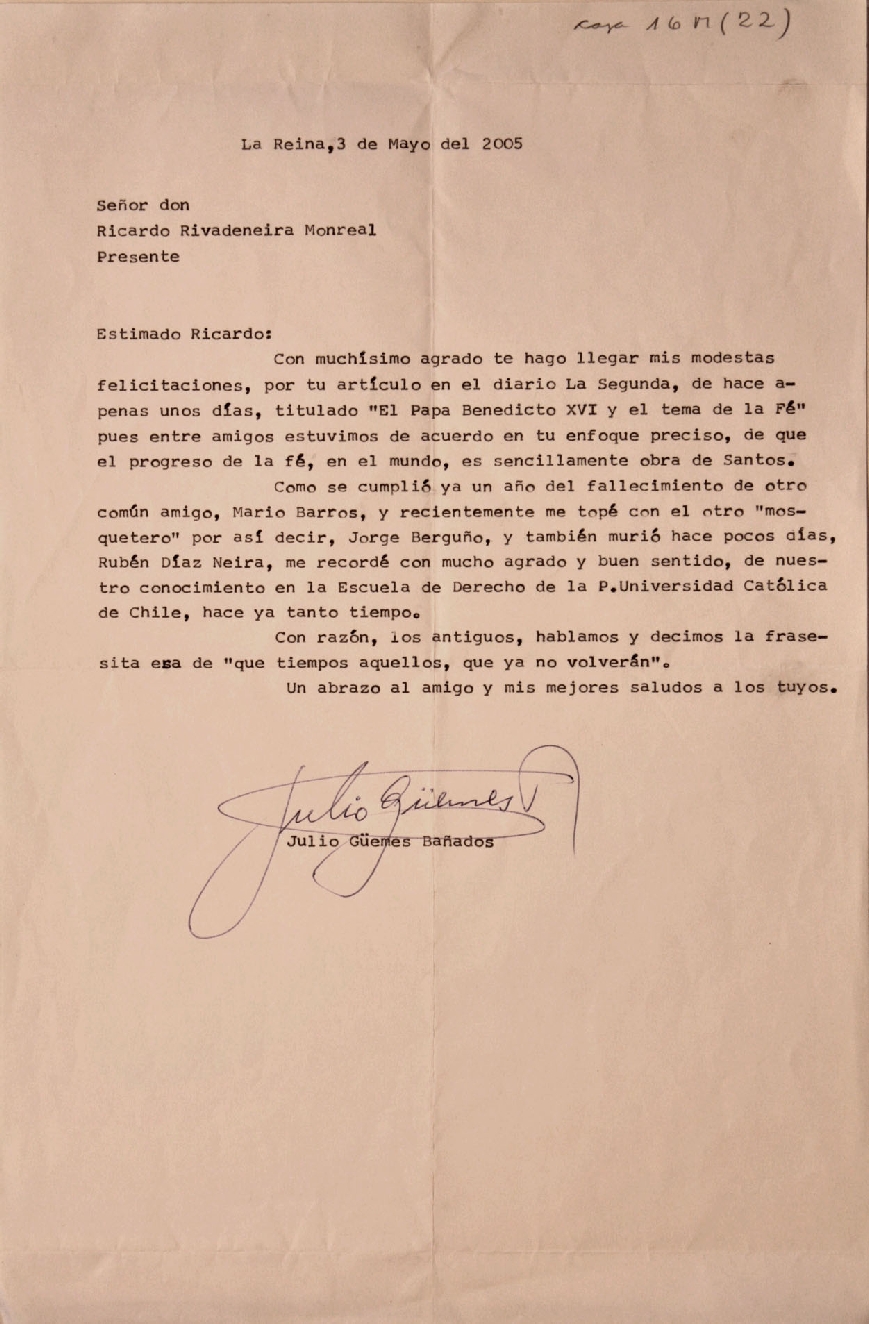 caja 16 M (22)
La Reina,3 de Mayo del 2005
Señor don
Ricardo Rivadeneira Monreal
Presente
Estimado Ricardo:
Con muchísimo agrado te hago llegar mis modestas
felicitaciones, por tu artículo en el diario La Segunda, de hace a-
penas unos días, titulado "El Papa Benedicto XVI y el tema de la Fé"
pues entre amigos estuvimos de acuerdo en tu enfoque preciso, de que
el progreso de la fé, en el mundo, es sencillamente obra de Santos.
Como se cumplió ya un año del fallecimiento de otro
común amigo, Mario Barros, y recientemente me topé con el otro "mos-
quetero" por así decir, Jorge Berguño, y también murió hace pocos días,
Rubén Díaz Neira, me recordé con mucho agrado y buen sentido, de nues-
tro conocimiento en la Escuela de Derecho de la P.Universidad Católica
de Chile, hace ya tanto tiempo.
Con razón, los antiguos, hablamos y decimos la frase-
sita esa de "que tiempos aquellos, que ya no volverán".
Un abrazo al amigo y mis mejores saludos a los tuyos.
Julio Güemes
Julio Güemes Bañados